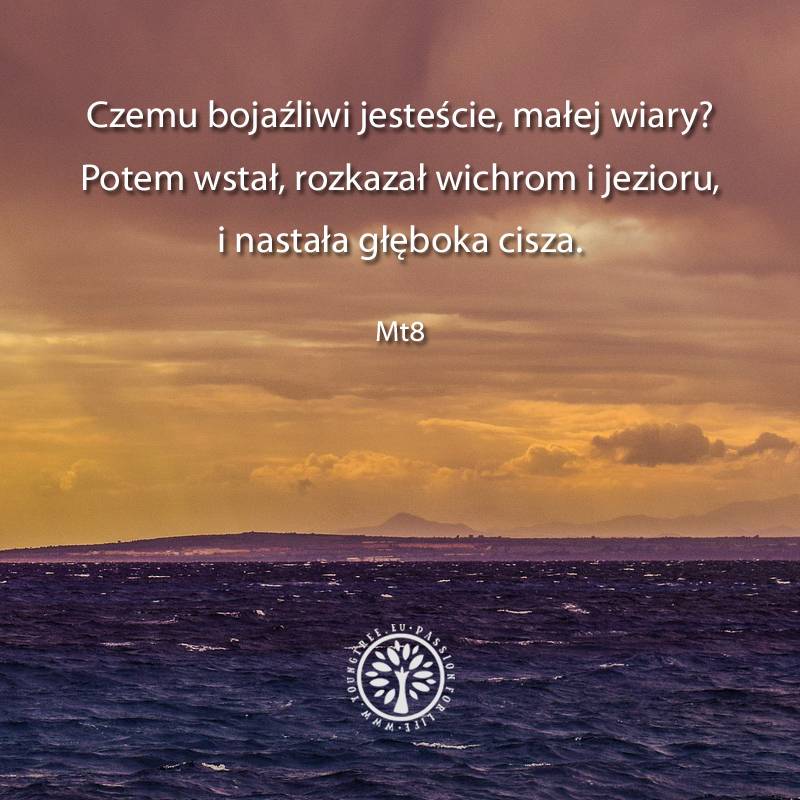 Czemu bojaźliwi jesteście, małej wiary?
Potem wstał, rozkazał wichrom i jezioru,
i nastała głęboka cisza.
Mt8
WWW.YOUNGTREE.EU • PASSION FOR LIFE •